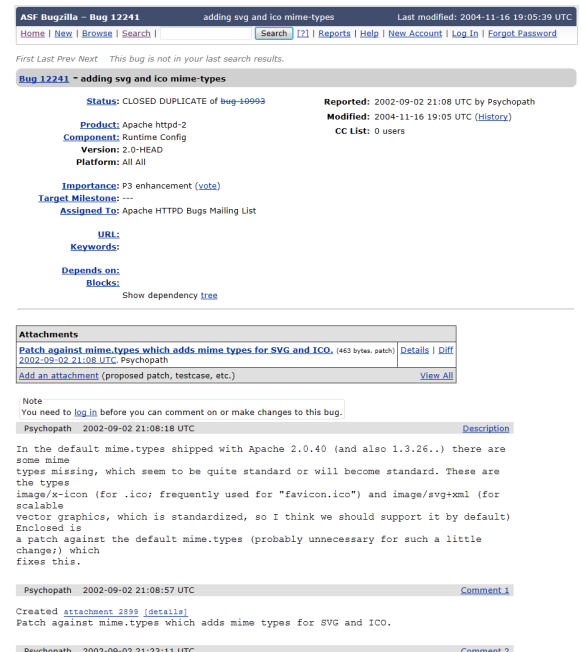 ASF Bugzilla – Bug 12241 adding svg and ico mime-types Last modified: 2004-11-16 19:05:39 UTC
Home | New | Browse | Search | Search [?] | Reports | Help | New Account | Log In | Forgot Password
First Last Prev Next This bug is not in your last search results.
Bug 12241 - adding svg and ico mime-types
Status: CLOSED DUPLICATE of bug 10993 Reported: 2002-09-02 21:08 UTC by Psychopath
Modified: 2004-11-16 19:05 UTC (History)
Product: Apache httpd-2
CC List: 0 users
Component: Runtime Config
Version: 2.0-HEAD
Platform: All All
Importance: P3 enhancement (vote)
Target Milestone: ---
Assigned To: Apache HTTPD Bugs Mailing List
URL:
Keywords:
Depends on:
Blocks:
Show dependency tree
Attachments
Patch against mime.types which adds mime types for SVG and ICO. (463 bytes, patch) Details | Diff
2002-09-02 21:08 UTC, Psychopath
Add an attachment (proposed patch, testcase, etc.) View All
Note
You need to log in before you can comment on or make changes to this bug.
Psychopath 2002-09-02 21:08:18 UTC Description
In the default mime.types shipped with Apache 2.0.40 (and also 1.3.26..) there are
some mime
types missing, which seem to be quite standard or will become standard. These are
the types
image/x-icon (for .ico; frequently used for "favicon.ico") and image/svg+xml (for
scalable
vector graphics, which is standardized, so I think we should support it by default)
Enclosed is
a patch against the default mime.types (probably unnecessary for such a little
change;) which
fixes this.
Psychopath 2002-09-02 21:08:57 UTC Comment 1
Created attachment 2899 [details]
Patch against mime.types which adds mime types for SVG and ICO.
Psychopath 2002-09-02 21:23:11 UTC Comment 2